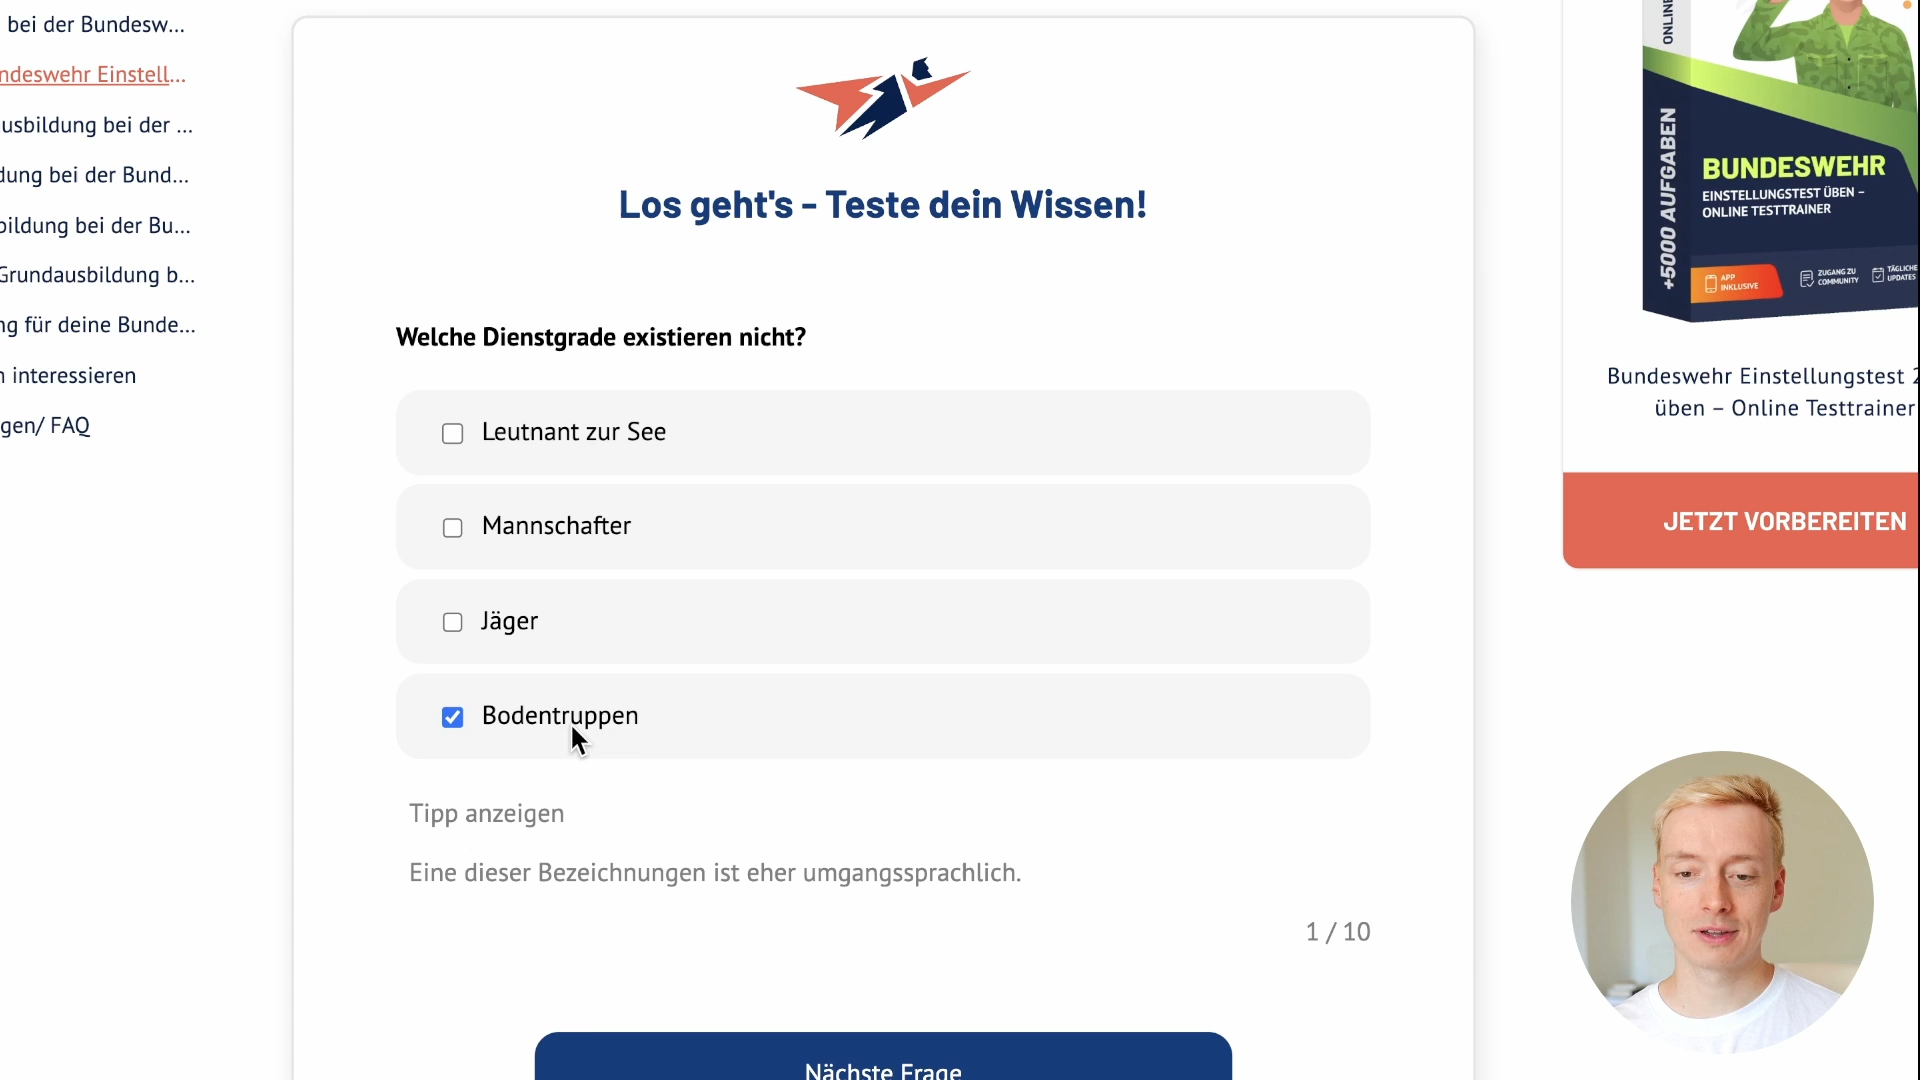 bei der Bundesw...
ndeswehr Einstell...
usbildung bei der ...
dung bei der Bund...
bildung bei der Bu...
Grundausbildung b...
ng für deine Bunde...
n interessieren
gen/ FAQ
Los geht's - Teste dein Wissen!
Welche Dienstgrade existieren nicht?
Leutnant zur See
Mannschafter
Jäger
Bodentruppen
Tipp anzeigen
Eine dieser Bezeichnungen ist eher umgangssprachlich.
1 / 10
Nächste Frage
ONLINE
+5000 AUFGABEN
BUNDESWEHR
EINSTELLUNGSTEST ÜBEN –
ONLINE TESTTRAINER
APP
INKLUSIVE
ZUGANG ZU
COMMUNITY
TÄGLICHE
UPDATES
Bundeswehr Einstellungstest 2
üben – Online Testtrainer
JETZT VORBEREITEN